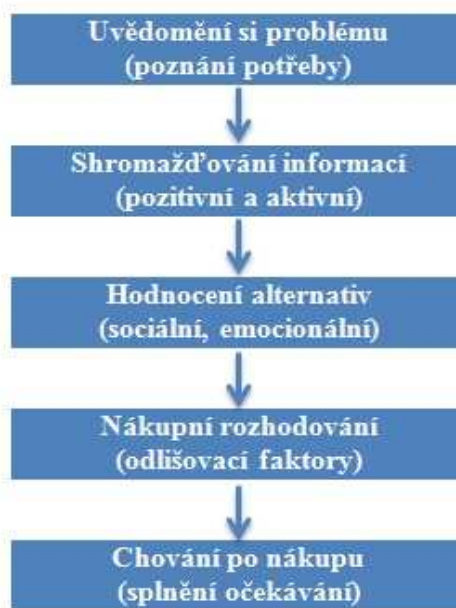 Uvědomění si problému
(poznání potřeby)
Shromažďování informací
(pozitivní a aktivní)
Hodnocení alternativ
(sociální, emocionální)
Nákupní rozhodování
(odlišovací faktory)
Chování po nákupu
(splnění očekávání)